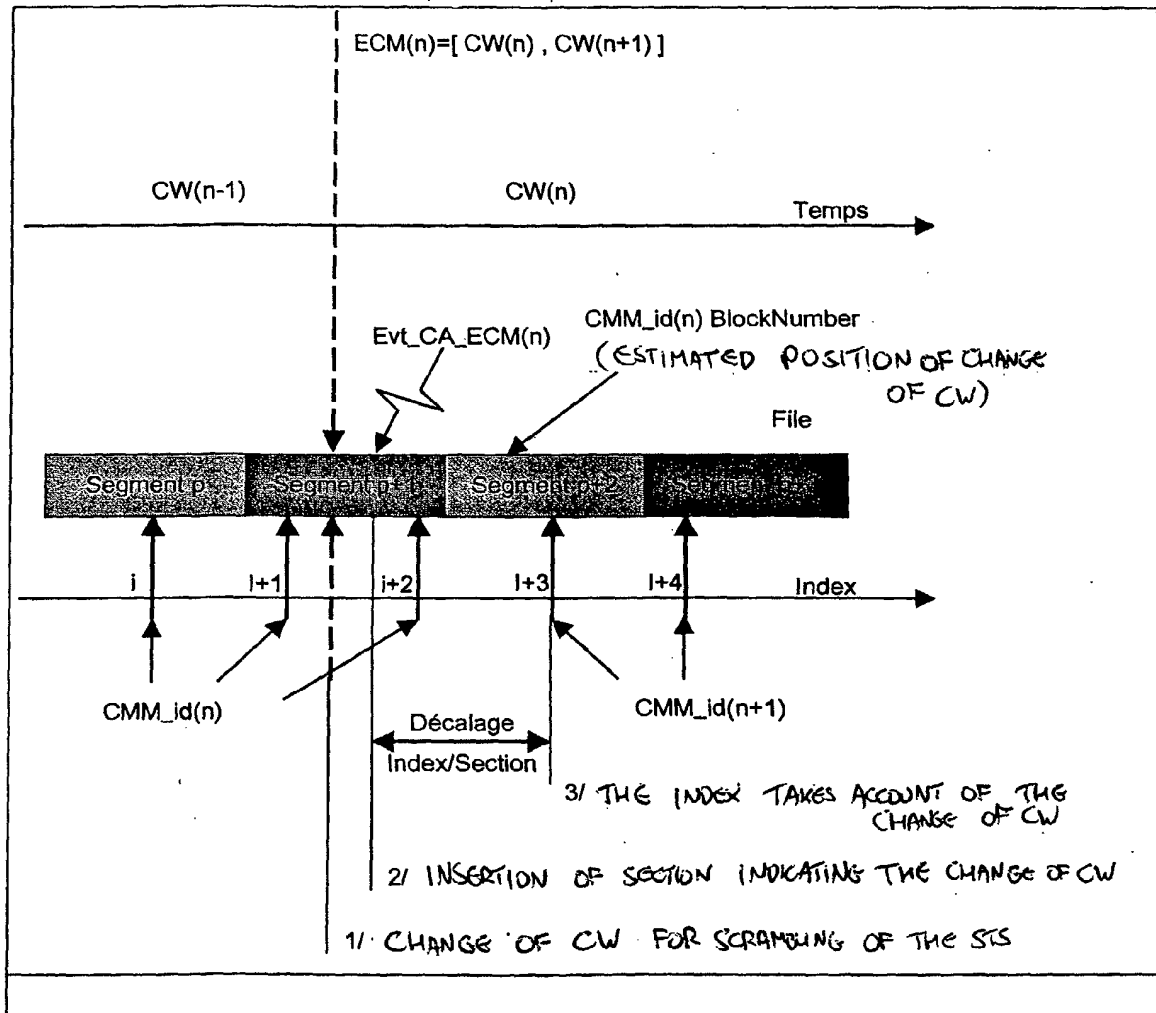 ECM(n)=[ CW(n) , CW(n+1) ]
CW(n-1)
CW(n)
Temps
Evt_CA_ECM(n)
CMM_id(n) BlockNumber
(ESTIMATED POSITION OF CHANGE
OF CW)
File
Segment p
Segment p+1
Segment p+2
i
I+1
i+2
I+3
I+4
Index
CMM_id(n)
CMM_id(n+1)
Décalage
Index/Section
3/ THE INDEX TAKES ACCOUNT OF THE
CHANGE OF CW
2/ INSERTION OF SECTION INDICATING THE CHANGE OF CW
1/ CHANGE OF CW FOR SCRAMBLING OF THE STS